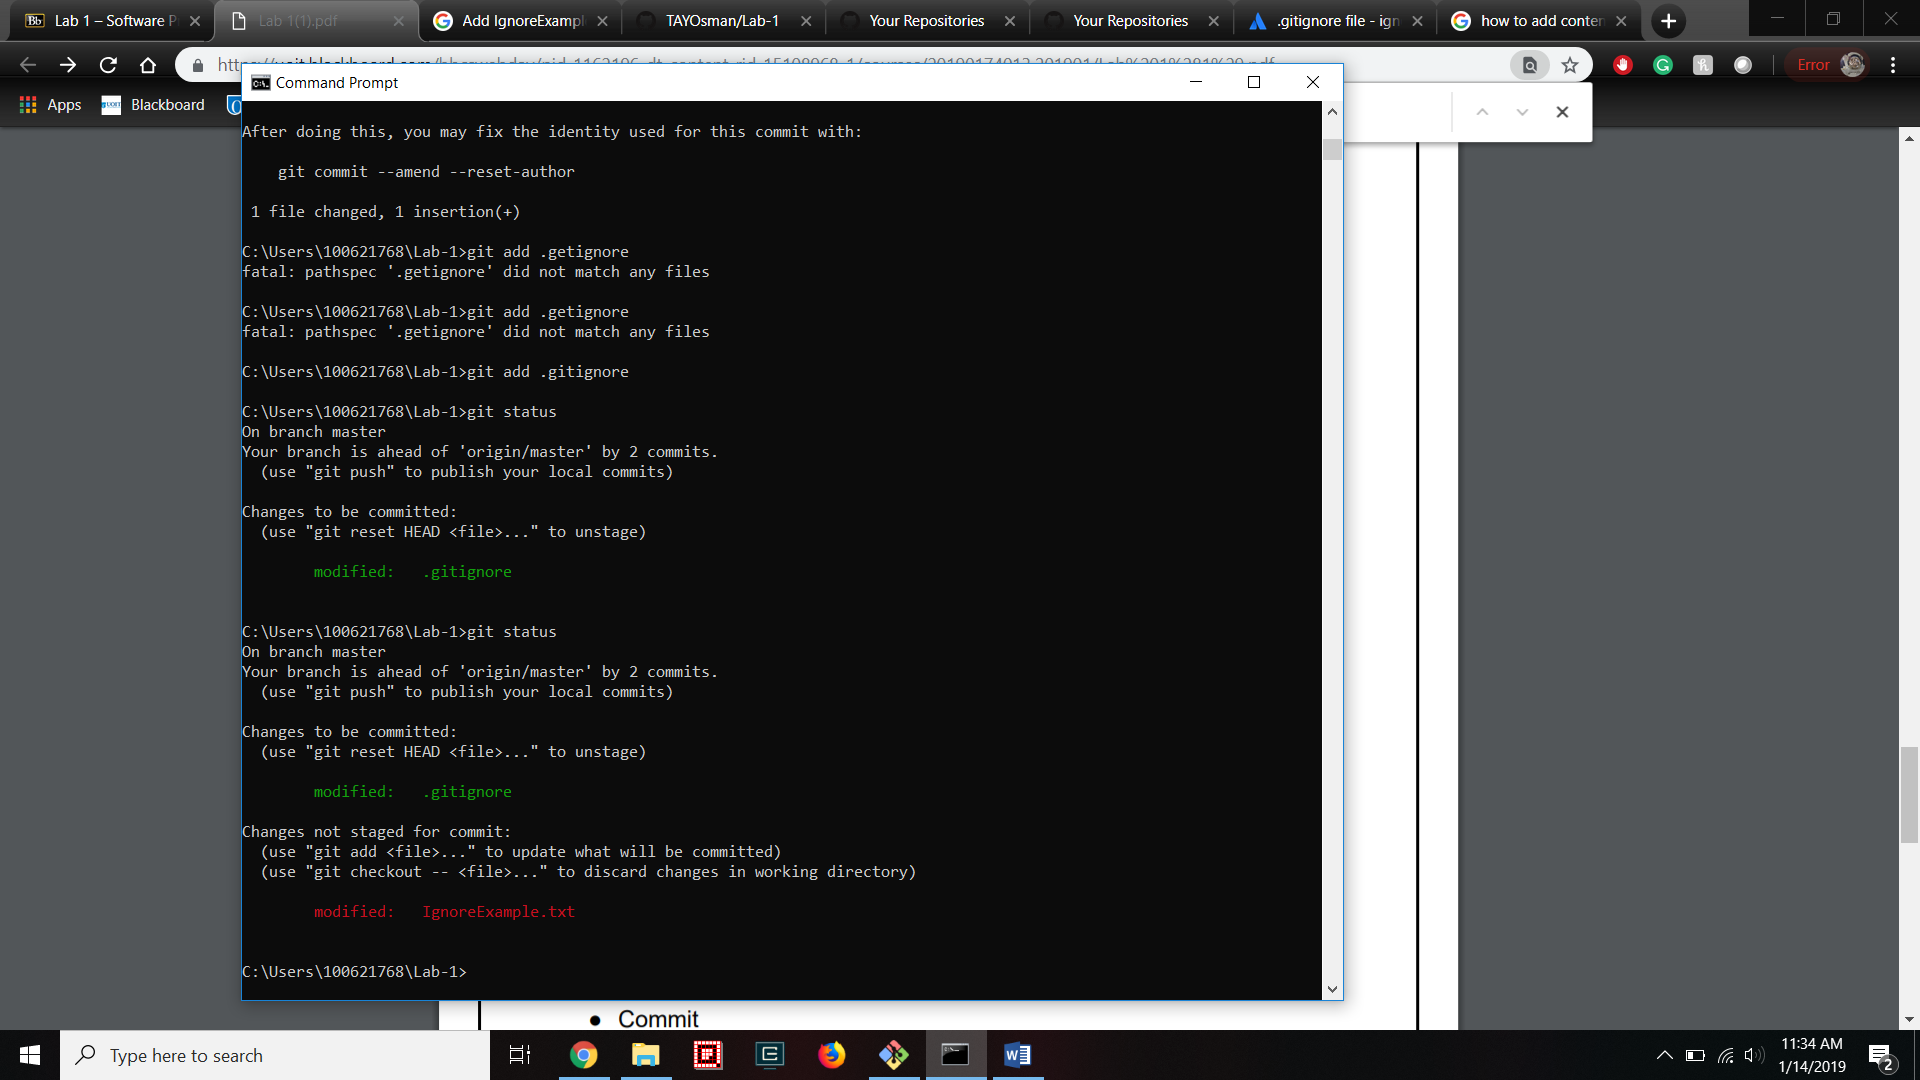 Lab 1 – Software P
Lab 1(1).pdf
Add IgnoreExampl
TAYOsman/Lab-1
Your Repositories
Your Repositories
.gitignore file - ign
how to add conten
Error
Apps
Blackboard
Command Prompt
After doing this, you may fix the identity used for this commit with:
git commit --amend --reset-author
1 file changed, 1 insertion(+)
C:\Users\100621768\Lab-1>git add .getignore
fatal: pathspec '.getignore' did not match any files
C:\Users\100621768\Lab-1>git add .getignore
fatal: pathspec '.getignore' did not match any files
C:\Users\100621768\Lab-1>git add .gitignore
C:\Users\100621768\Lab-1>git status
On branch master
Your branch is ahead of 'origin/master' by 2 commits.
(use "git push" to publish your local commits)
Changes to be committed:
(use "git reset HEAD <file>..." to unstage)
modified:   .gitignore
C:\Users\100621768\Lab-1>git status
On branch master
Your branch is ahead of 'origin/master' by 2 commits.
(use "git push" to publish your local commits)
Changes to be committed:
(use "git reset HEAD <file>..." to unstage)
modified:   .gitignore
Changes not staged for commit:
(use "git add <file>..." to update what will be committed)
(use "git checkout -- <file>..." to discard changes in working directory)
modified:   IgnoreExample.txt
C:\Users\100621768\Lab-1>
● Commit
Type here to search
11:34 AM
1/14/2019
2